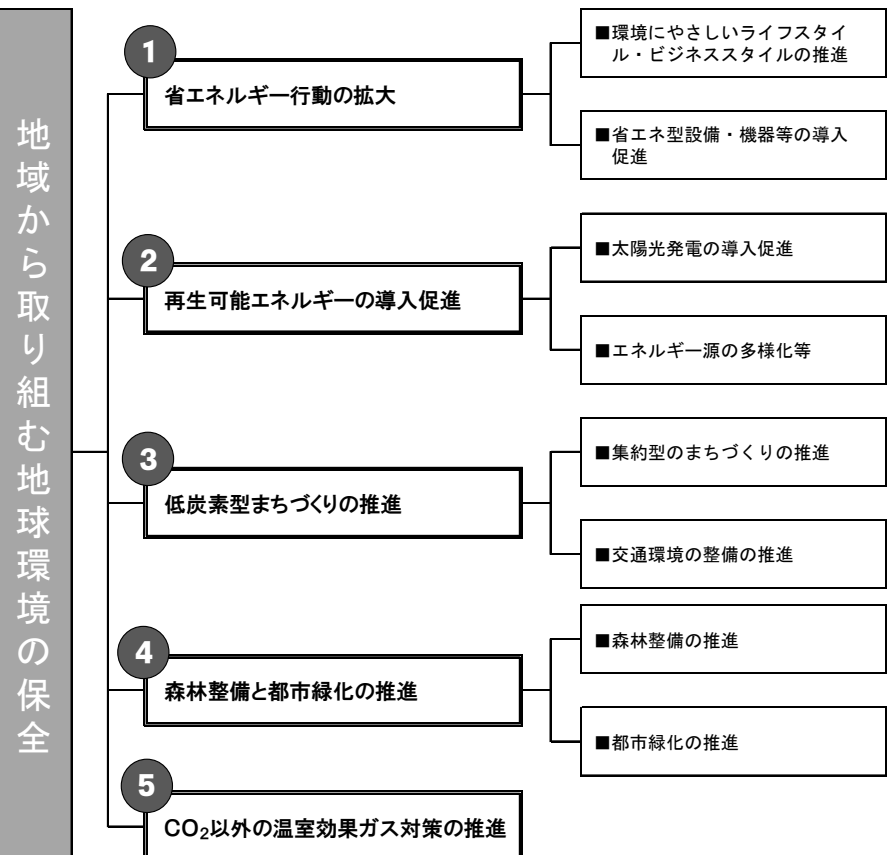 地域から取り組む地球環境の保全
1
省エネルギー行動の拡大
■環境にやさしいライフスタイ
ル・ビジネススタイルの推進
■省エネ型設備・機器等の導入
促進
2
再生可能エネルギーの導入促進
■太陽光発電の導入促進
■エネルギー源の多様化等
3
低炭素型まちづくりの推進
■集約型のまちづくりの推進
■交通環境の整備の推進
4
森林整備と都市緑化の推進
■森林整備の推進
■都市緑化の推進
5
CO₂以外の温室効果ガス対策の推進